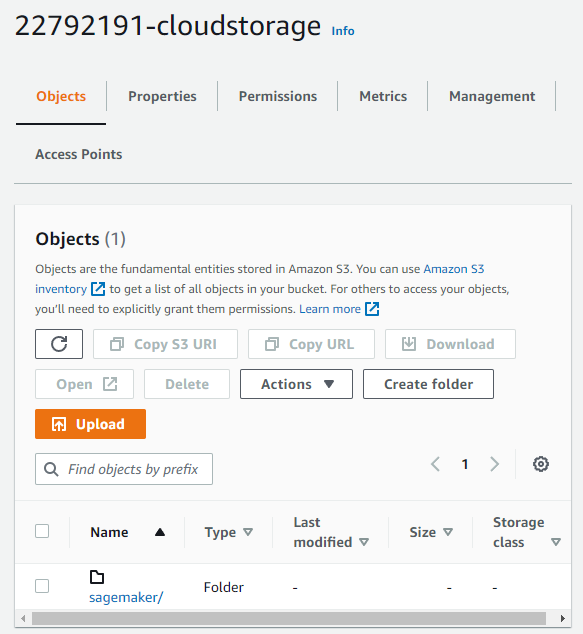 22792191-cloudstorage Info
Objects Properties Permissions Metrics Management
Access Points
Objects (1)
Objects are the fundamental entities stored in Amazon S3. You can use Amazon S3
inventory to get a list of all objects in your bucket. For others to access your objects,
you'll need to explicitly grant them permissions. Learn more
Copy S3 URI Copy URL Download
Open Delete Actions Create folder
Upload
Find objects by prefix 1
Name Type Last modified Size Storage class
sagemaker/ Folder - - -